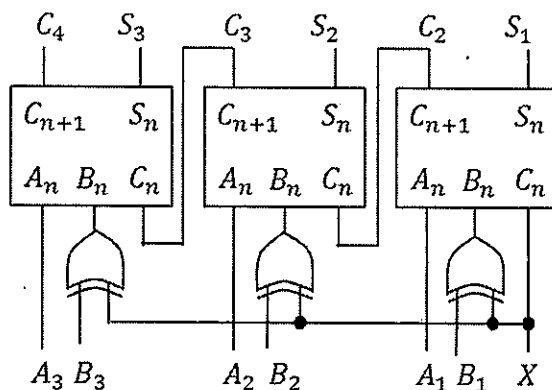 C₄ S₃ C₃ S₂ C₂ S₁
Cₙ₊₁ Sₙ Cₙ₊₁ Sₙ Cₙ₊₁ Sₙ
Aₙ Bₙ Cₙ Aₙ Bₙ Cₙ Aₙ Bₙ Cₙ
A₃ B₃ A₂ B₂ A₁ B₁ X